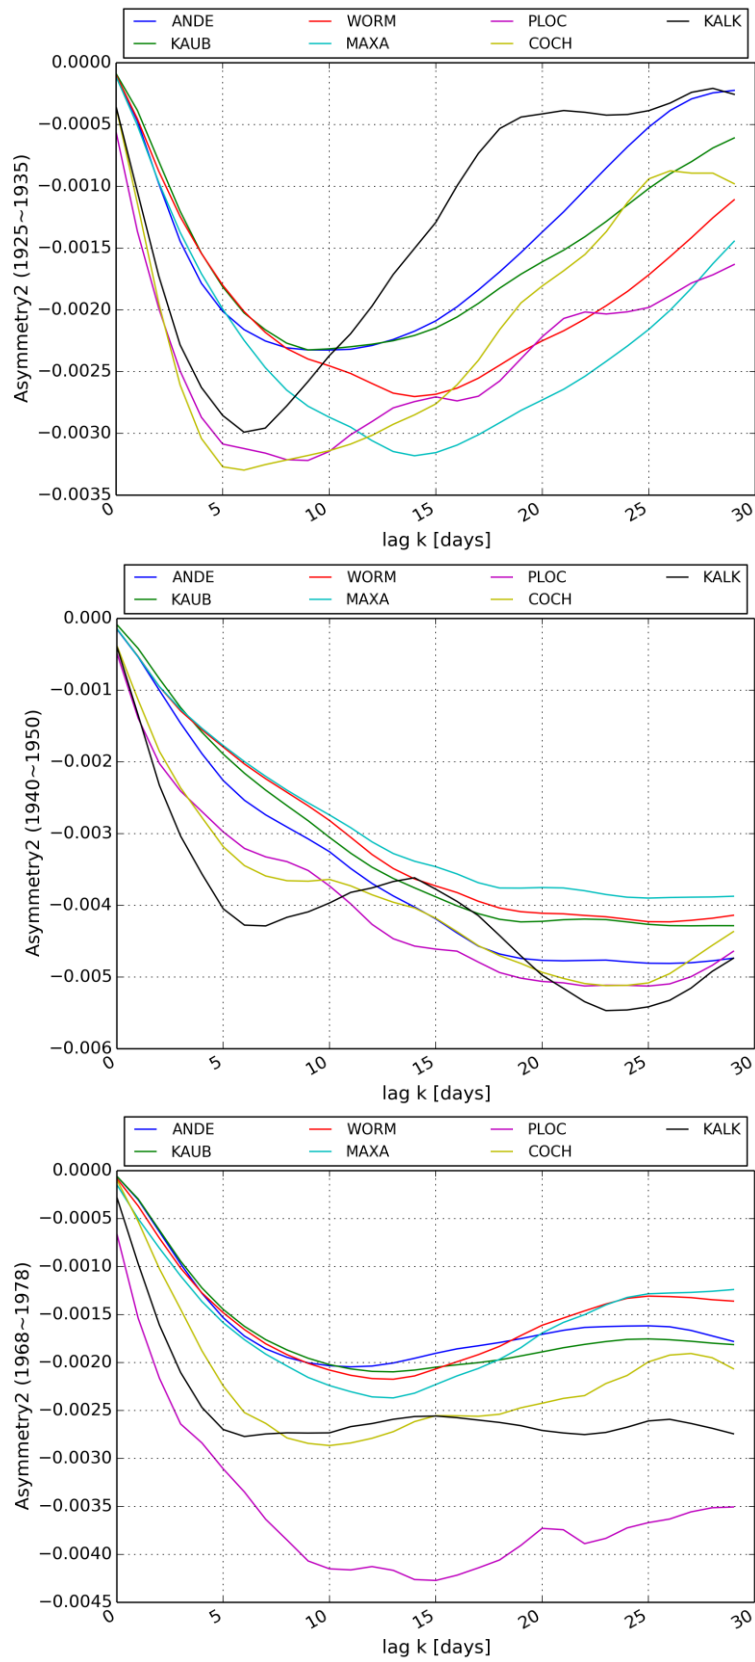 ANDE WORM PLOC KALK
KAUB MAXA COCH
0.0000
−0.0005
−0.0010
−0.0015
−0.0020
−0.0025
−0.0030
−0.0035
Asymmetry2 (1925~1935)
0 5 10 15 20 25 30
lag k [days]
ANDE WORM PLOC KALK
KAUB MAXA COCH
0.000
−0.001
−0.002
−0.003
−0.004
−0.005
−0.006
Asymmetry2 (1940~1950)
0 5 10 15 20 25 30
lag k [days]
ANDE WORM PLOC KALK
KAUB MAXA COCH
0.0000
−0.0005
−0.0010
−0.0015
−0.0020
−0.0025
−0.0030
−0.0035
−0.0040
−0.0045
Asymmetry2 (1968~1978)
0 5 10 15 20 25 30
lag k [days]